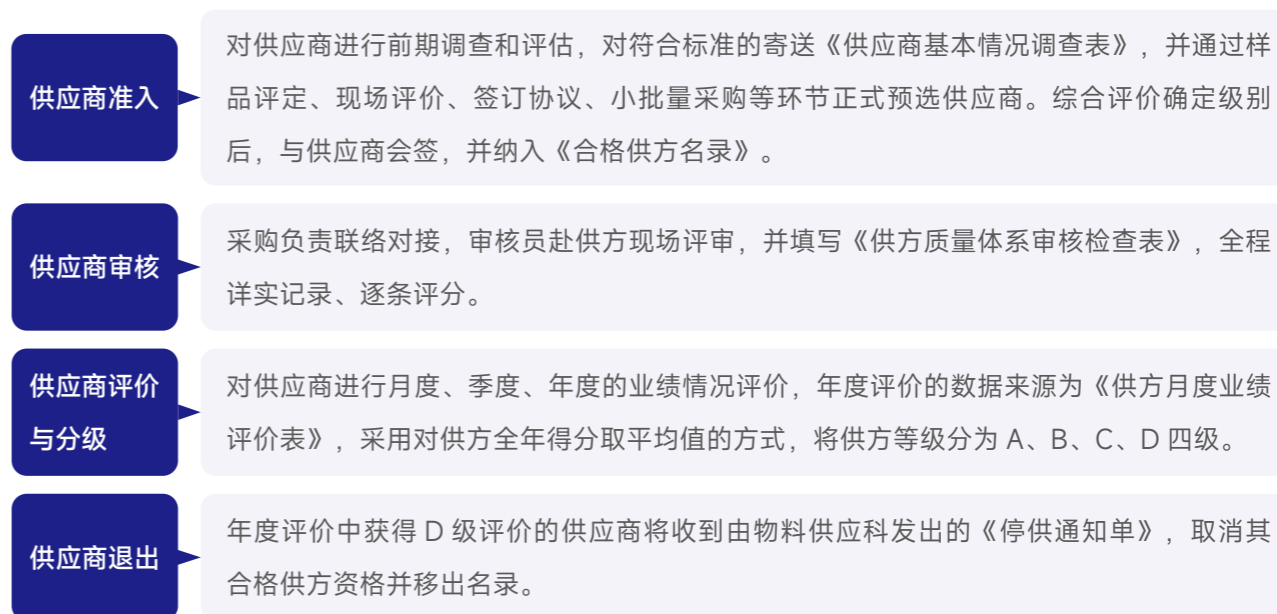 供应商准入
对供应商进行前期调查和评估，对符合标准的寄送《供应商基本情况调查表》，并通过样
品评定、现场评价、签订协议、小批量采购等环节正式预选供应商。综合评价确定级别
后，与供应商会签，并纳入《合格供方名录》。
供应商审核
采购负责联络对接，审核员赴供方现场评审，并填写《供方质量体系审核检查表》，全程
详实记录、逐条评分。
供应商评价
与分级
对供应商进行月度、季度、年度的业绩情况评价，年度评价的数据来源为《供方月度业绩
评价表》，采用对供方全年得分取平均值的方式，将供方等级分为 A、B、C、D 四级。
供应商退出
年度评价中获得 D 级评价的供应商将收到由物料供应科发出的《停供通知单》，取消其
合格供方资格并移出名录。